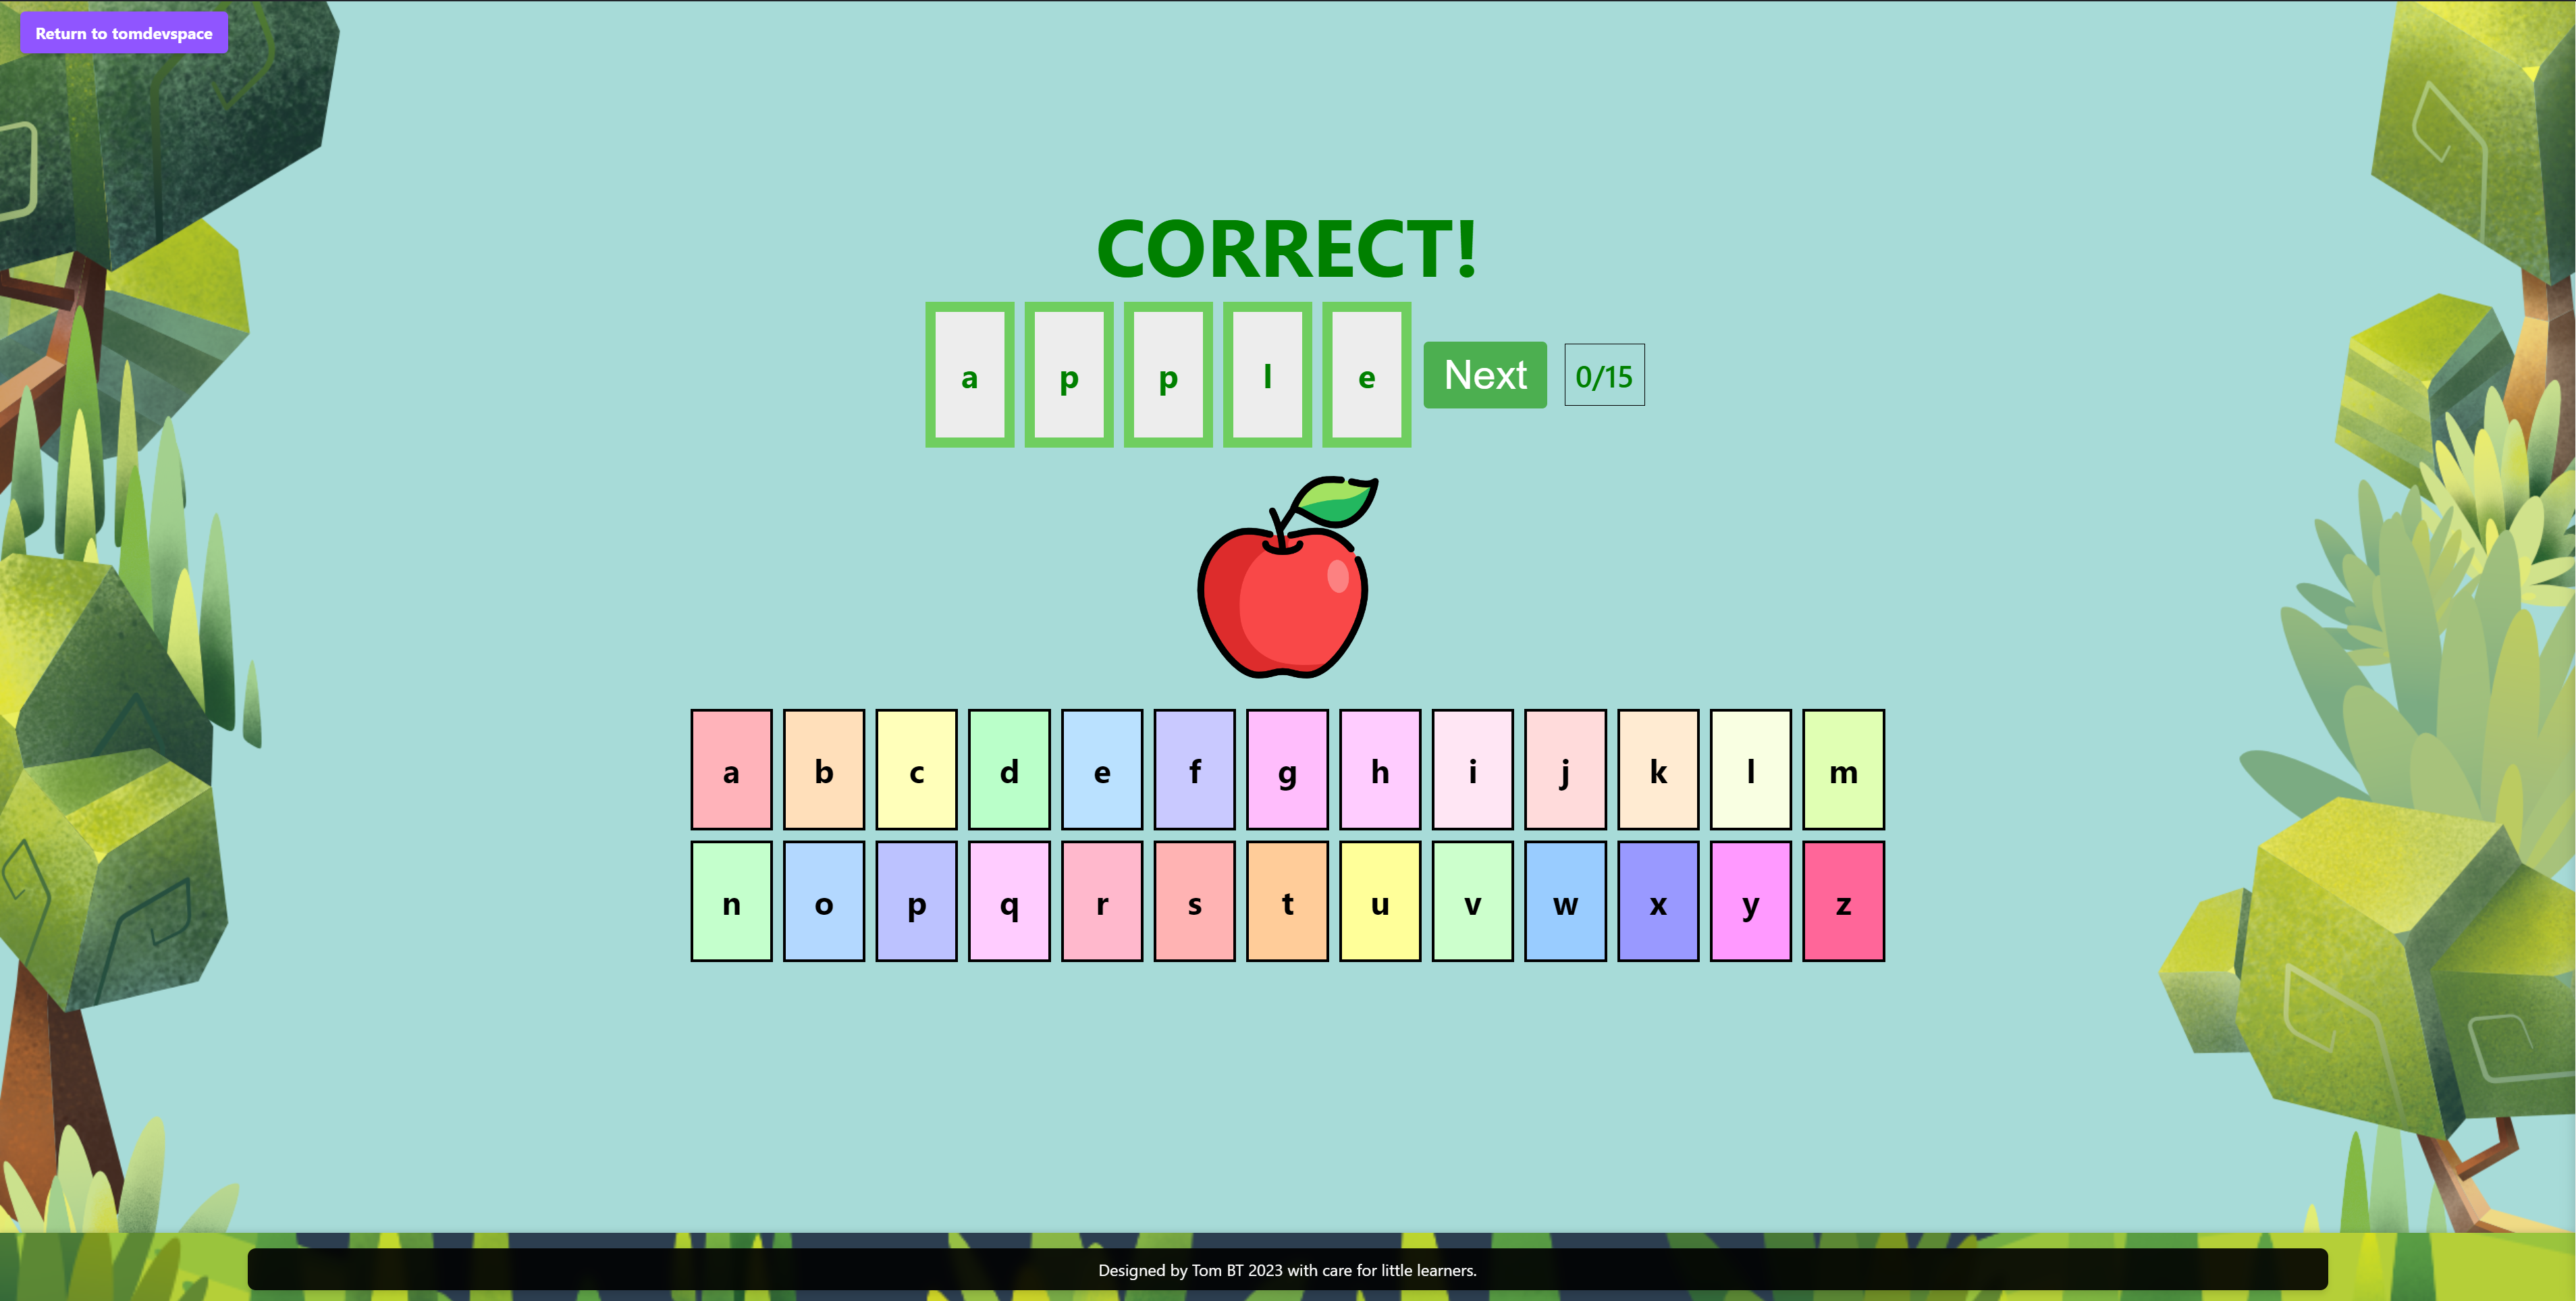 Return to tomdevspace
CORRECT!
a p p l e Next 0/15
a b c d e f g h i j k l m
n o p q r s t u v w x y z
Designed by Tom BT 2023 with care for little learners.